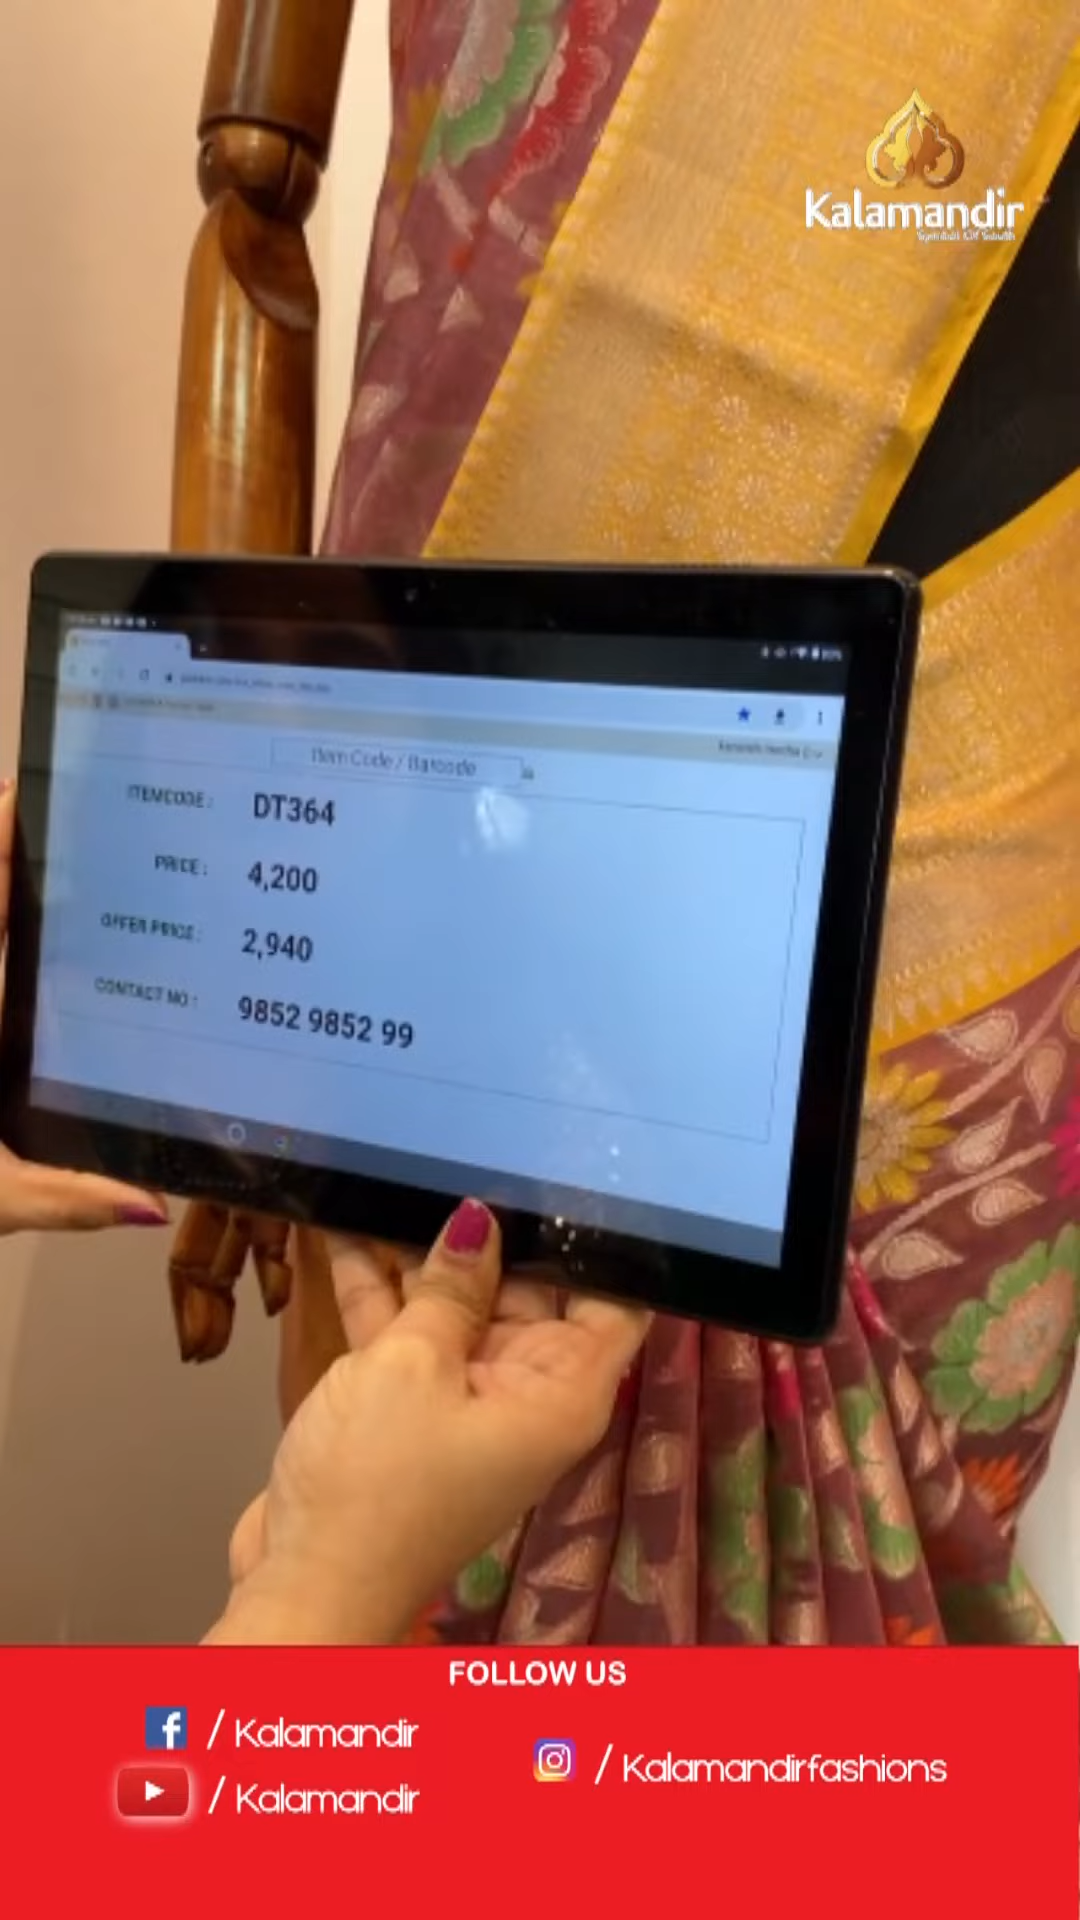 Kalamandir
Item Code / Barcode
ITEMCODE : DT364
PRICE : 4,200
OFFER PRICE : 2,940
CONTACT NO : 9852 9852 99
FOLLOW US
/ Kalamandir
/ Kalamandirfashions
/ Kalamandir